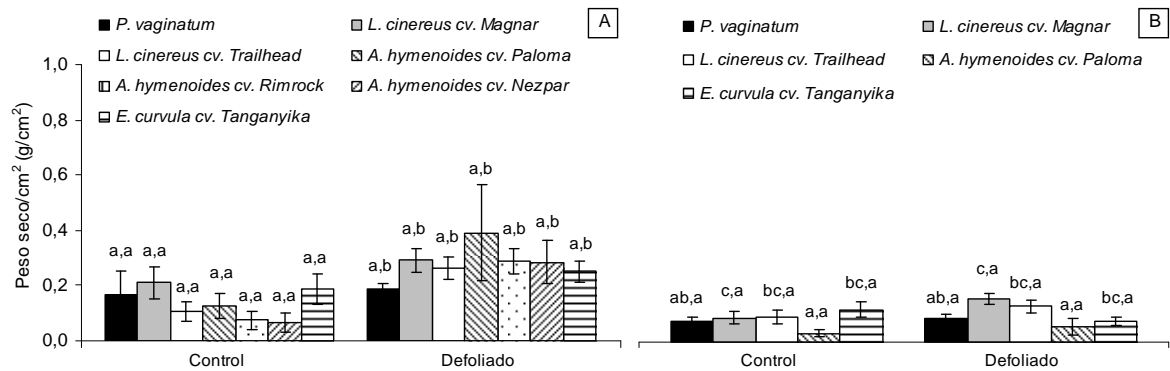 P. vaginatum
L. cinereus cv. Magnar
L. cinereus cv. Trailhead
A. hymenoides cv. Paloma
A. hymenoides cv. Rimrock
A. hymenoides cv. Nezpar
E. curvula cv. Tanganyika
A
Peso seco/cm² (g/cm²)
1,0
0,8
0,6
0,4
0,2
0,0
a,a
a,a
a,a
a,a
a,a
a,a
a,a
a,b
a,b
a,b
a,b
a,b
a,b
a,b
Control
Defoliado
P. vaginatum
L. cinereus cv. Magnar
L. cinereus cv. Trailhead
A. hymenoides cv. Paloma
E. curvula cv. Tanganyika
B
ab,a
c,a
bc,a
a,a
bc,a
ab,a
c,a
bc,a
a,a
bc,a
Control
Defoliado